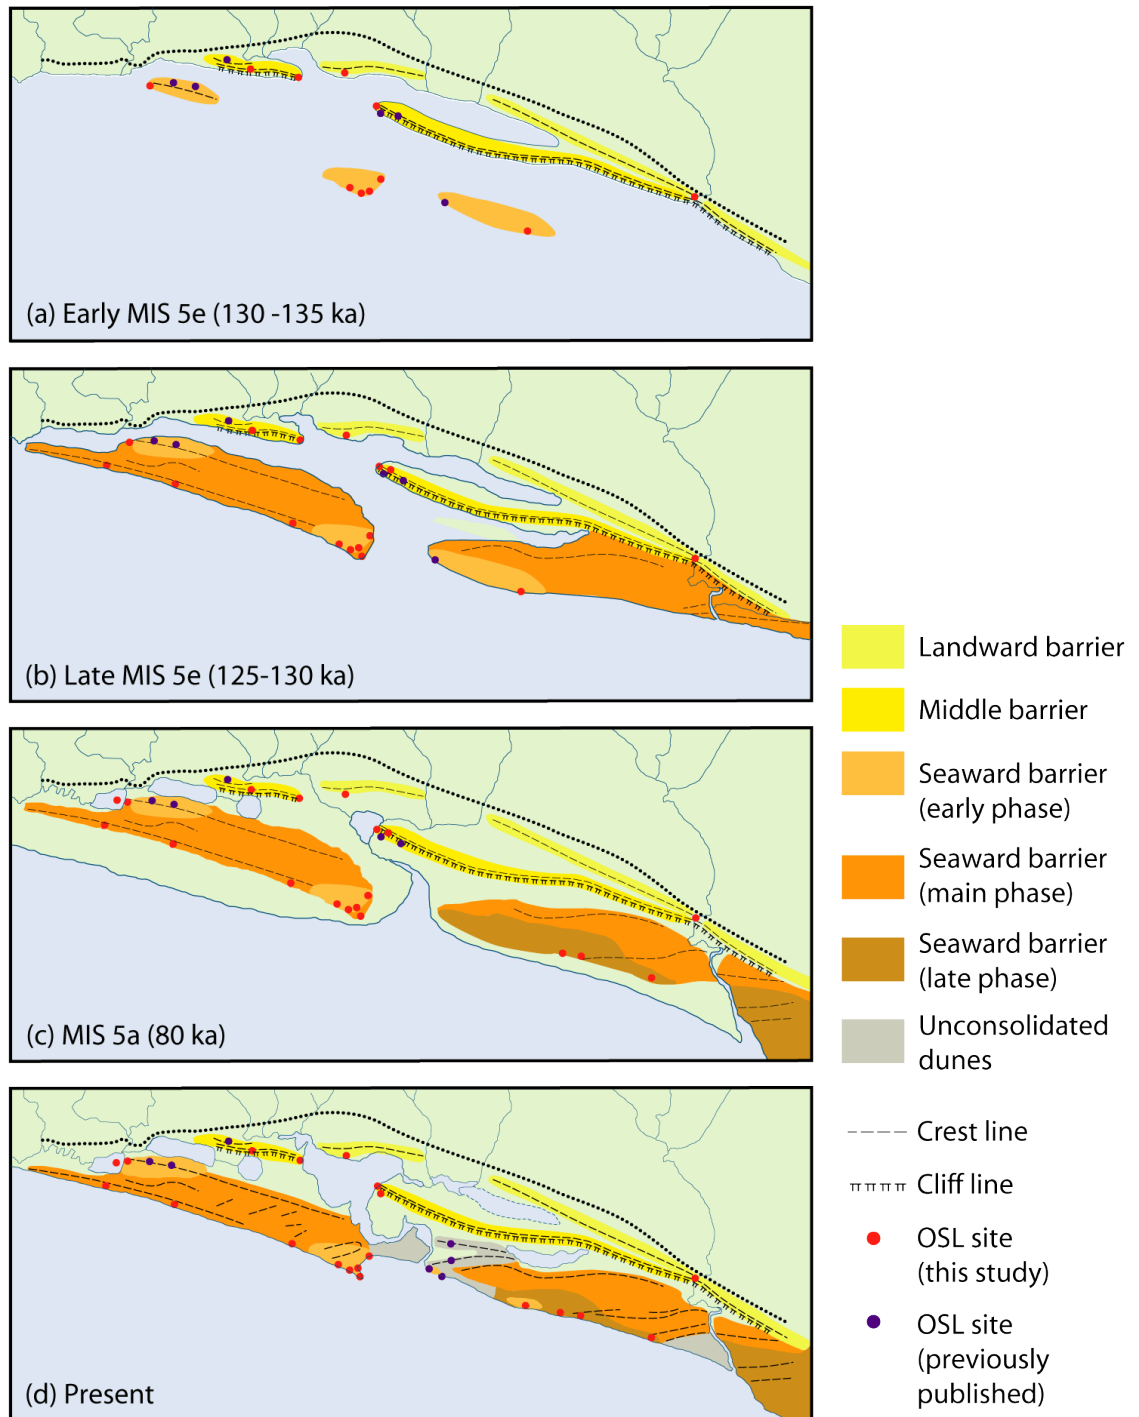 (a) Early MIS 5e (130 -135 ka)
(b) Late MIS 5e (125-130 ka)
(c) MIS 5a (80 ka)
(d) Present
Landward barrier
Middle barrier
Seaward barrier
(early phase)
Seaward barrier
(main phase)
Seaward barrier
(late phase)
Unconsolidated
dunes
Crest line
Cliff line
OSL site
(this study)
OSL site
(previously
published)